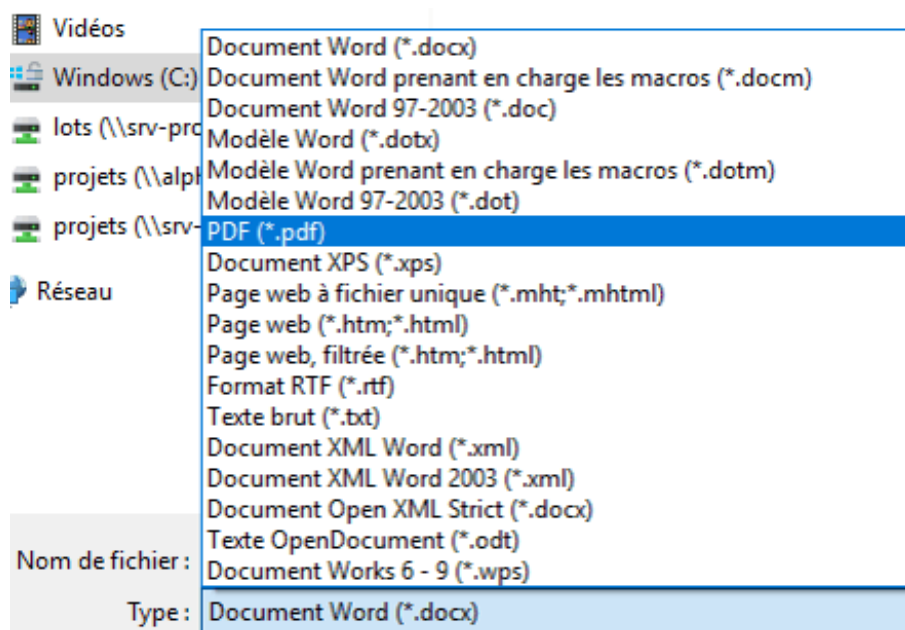 Vidéos
Windows (C:)
lots (\\srv-pro
projets (\\alph
projets (\\srv-
Réseau
Document Word (*.docx)
Document Word prenant en charge les macros (*.docm)
Document Word 97-2003 (*.doc)
Modèle Word (*.dotx)
Modèle Word prenant en charge les macros (*.dotm)
Modèle Word 97-2003 (*.dot)
PDF (*.pdf)
Document XPS (*.xps)
Page web à fichier unique (*.mht;*.mhtml)
Page web (*.htm;*.html)
Page web, filtrée (*.htm;*.html)
Format RTF (*.rtf)
Texte brut (*.txt)
Document XML Word (*.xml)
Document XML Word 2003 (*.xml)
Document Open XML Strict (*.docx)
Texte OpenDocument (*.odt)
Document Works 6 - 9 (*.wps)
Nom de fichier :
Type : Document Word (*.docx)